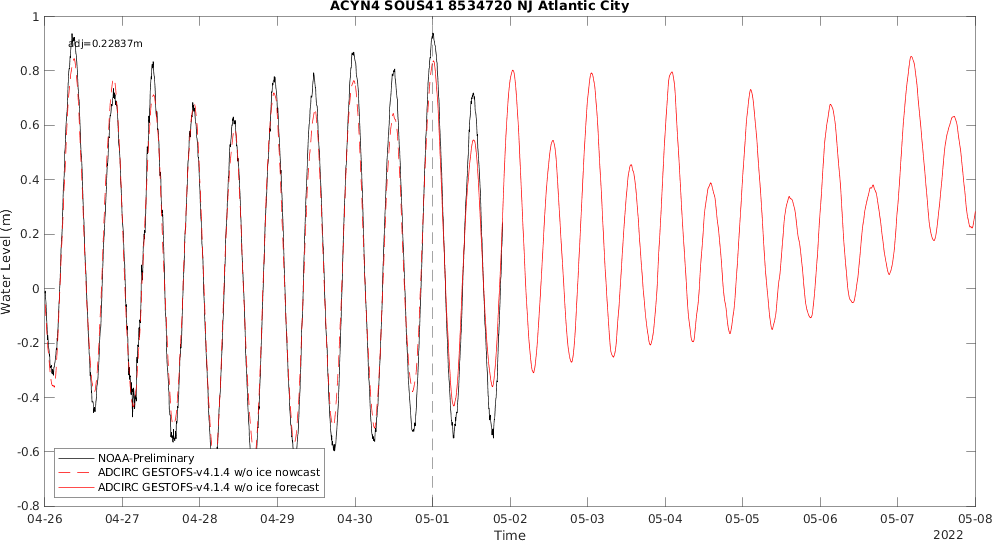 ACYN4 SOUS41 8534720 NJ Atlantic City
adj=0.22837m
1
0.8
0.6
0.4
0.2
0
-0.2
-0.4
-0.6
-0.8
Water Level (m)
NOAA-Preliminary
ADCIRC GESTOFS-v4.1.4 w/o ice nowcast
ADCIRC GESTOFS-v4.1.4 w/o ice forecast
04-26 04-27 04-28 04-29 04-30 05-01 05-02 05-03 05-04 05-05 05-06 05-07 05-08
Time
2022